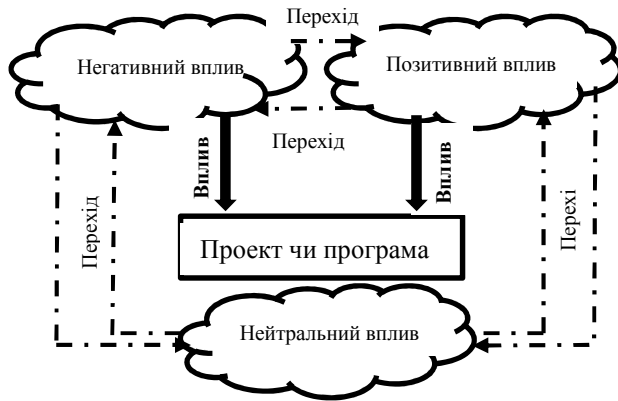 Перехід
Негативний вплив
Позитивний вплив
Перехід
Вплив
Вплив
Перехід
Перехі
Проект чи програма
Нейтральний вплив